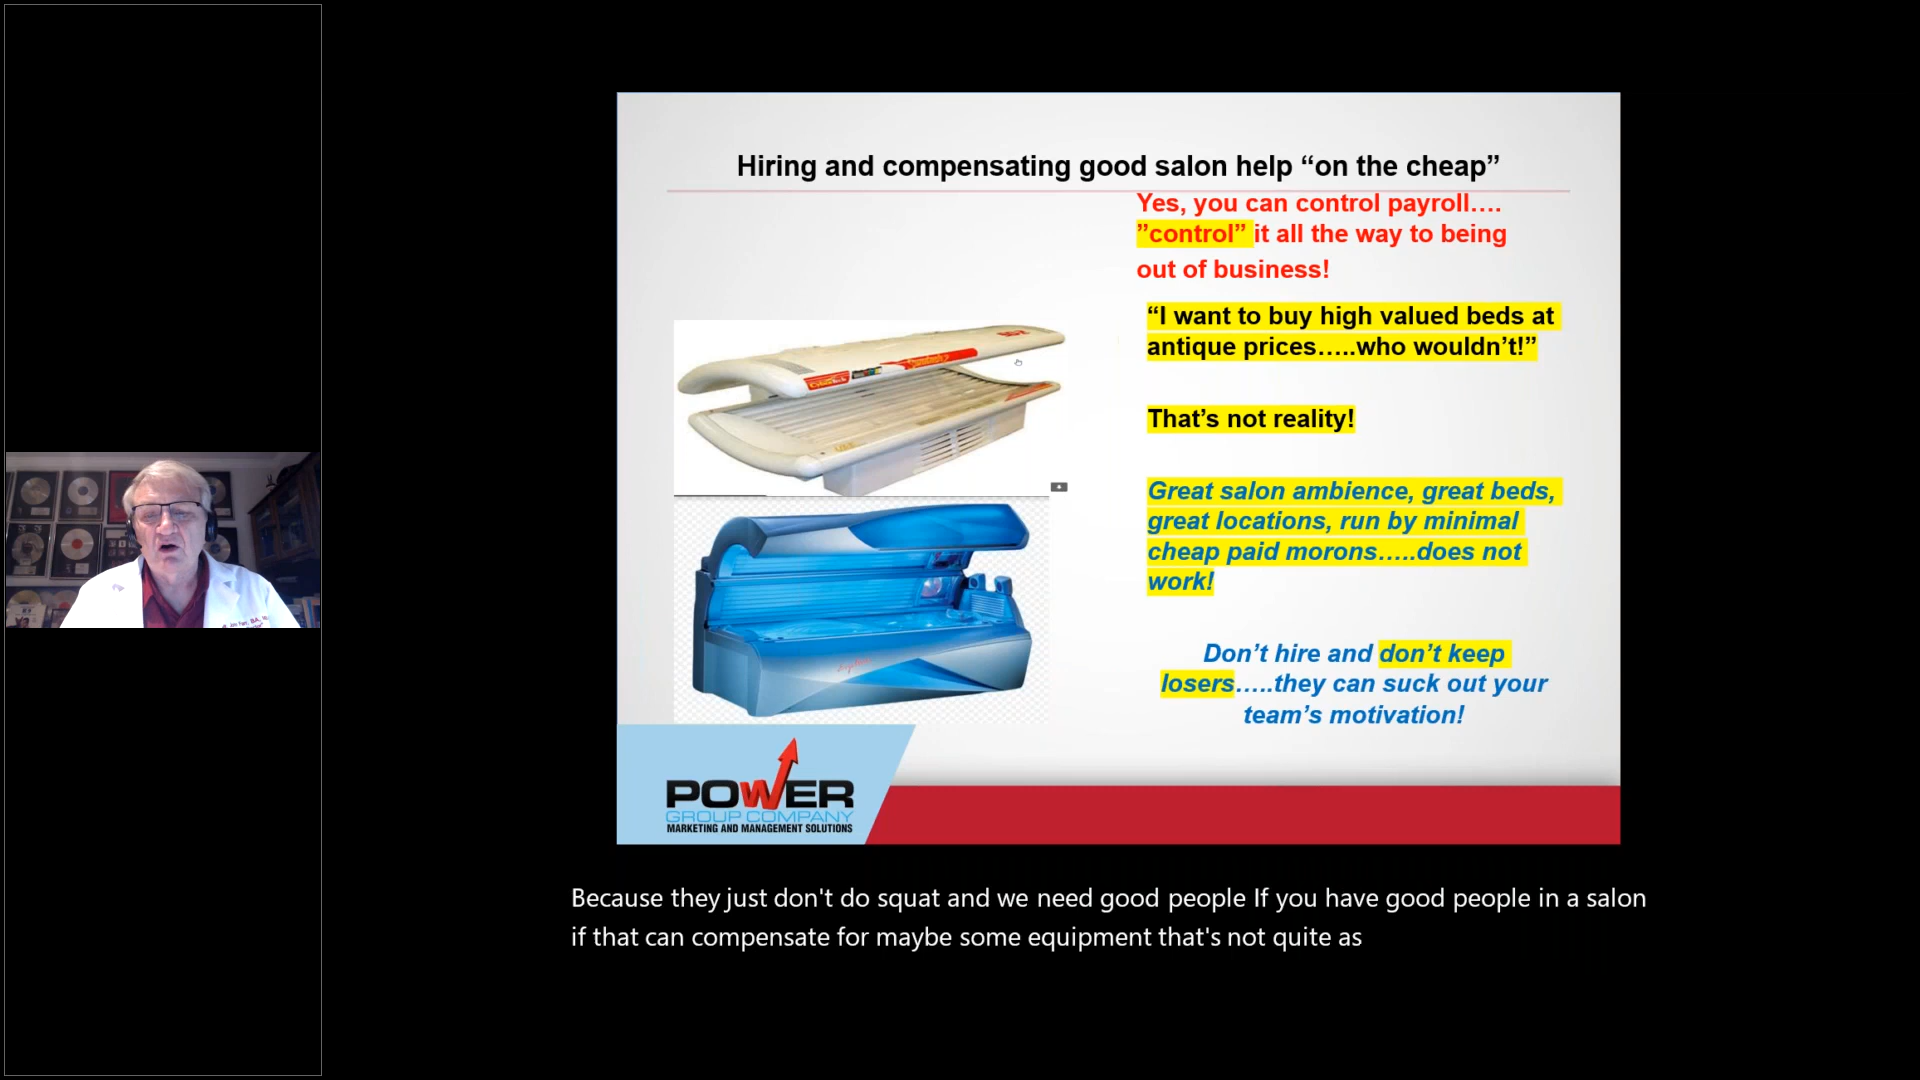 Hiring and compensating good salon help “on the cheap”
Yes, you can control payroll….
”control” it all the way to being
out of business!
“I want to buy high valued beds at
antique prices…..who wouldn’t!”
That’s not reality!
Great salon ambience, great beds,
great locations, run by minimal
cheap paid morons…..does not
work!
Don’t hire and don’t keep
losers…..they can suck out your
team’s motivation!
POWER
GROUP COMPANY
MARKETING AND MANAGEMENT SOLUTIONS
Because they just don't do squat and we need good people If you have good people in a salon
if that can compensate for maybe some equipment that's not quite as